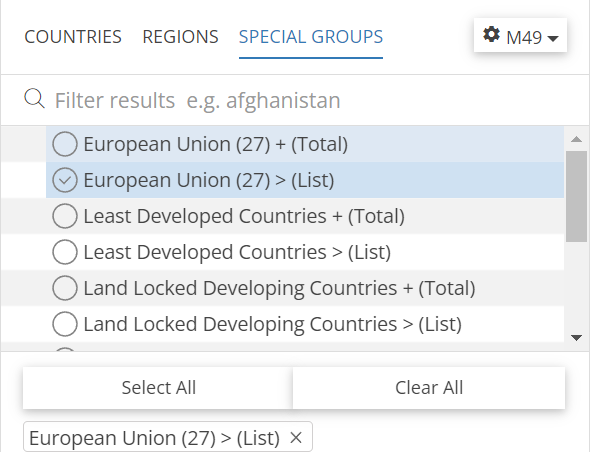 COUNTRIES REGIONS SPECIAL GROUPS M49
Filter results e.g. afghanistan
European Union (27) + (Total)
European Union (27) > (List)
Least Developed Countries + (Total)
Least Developed Countries > (List)
Land Locked Developing Countries + (Total)
Land Locked Developing Countries > (List)
Select All Clear All
European Union (27) > (List) ×